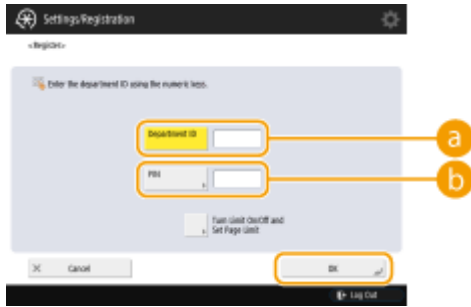 Settings/Registration
<Register>
Enter the department ID using the numeric keys.
Department ID
a
PIN
b
Turn Limit On/Off and
Set Page Limit
Cancel
OK
Log Out